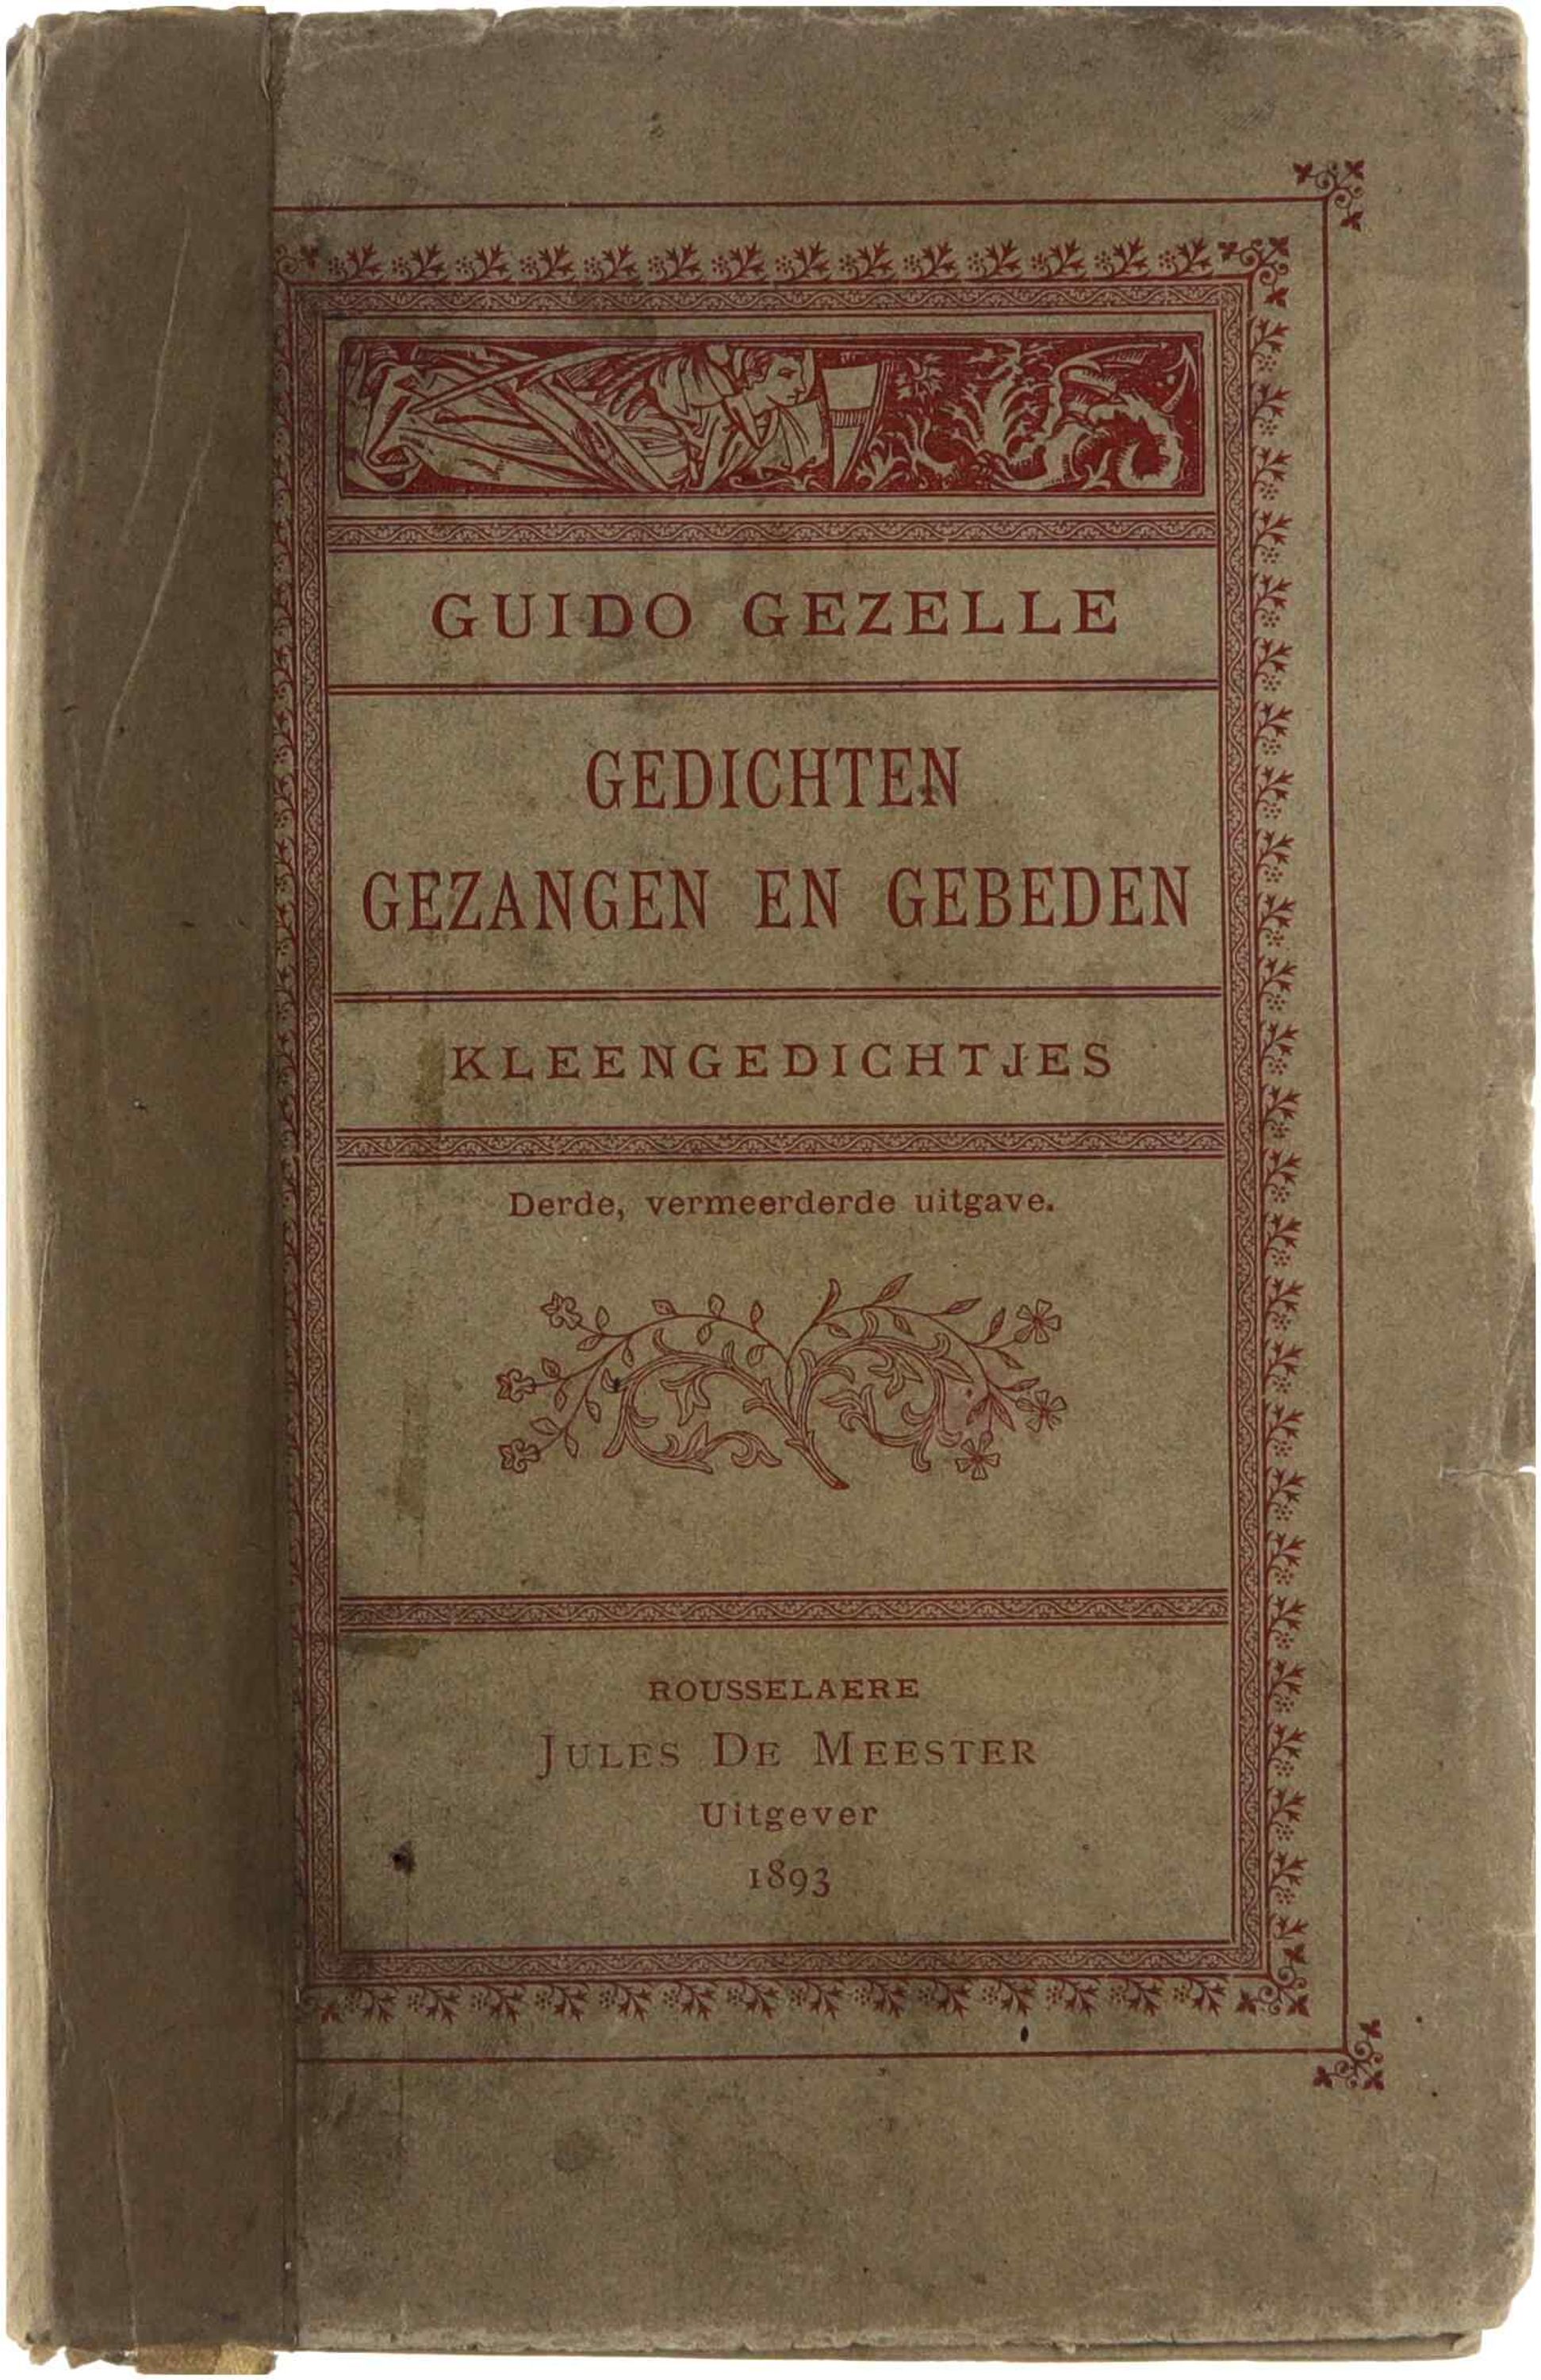 GUIDO GEZELLE
GEDICHTEN
GEZANGEN EN GEBEDEN
KLEENGEDICHTJES
Derde, vermeerderde uitgave.
ROUSSELAERE
JULES DE MEESTER
Uitgever
1893